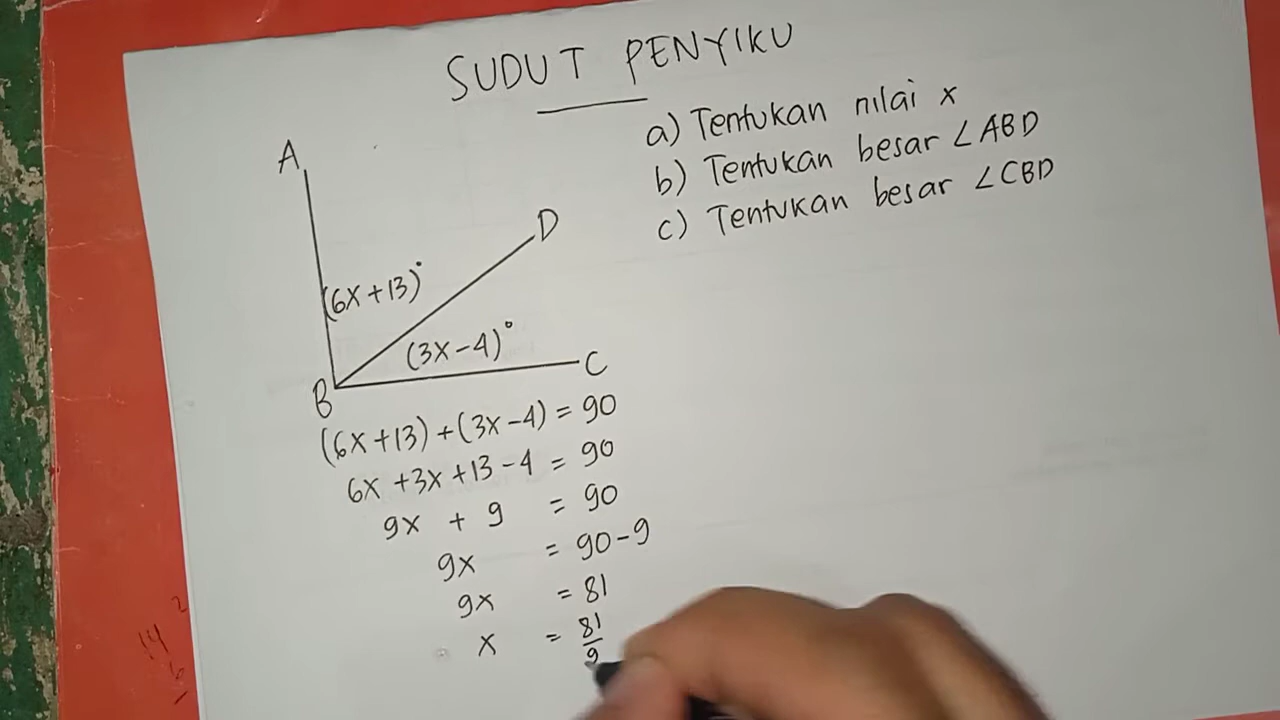 SUDUT PENYIKU
a) Tentukan nilai x
b) Tentukan besar ∠ABD
c) Tentukan besar ∠CBD
A
D
(6x+13)°
(3x-4)°
C
B
(6x+13)+(3x-4) = 90
6x +3x+13-4 = 90
9x + 9 = 90
9x = 90-9
9x = 81
x = 81/9